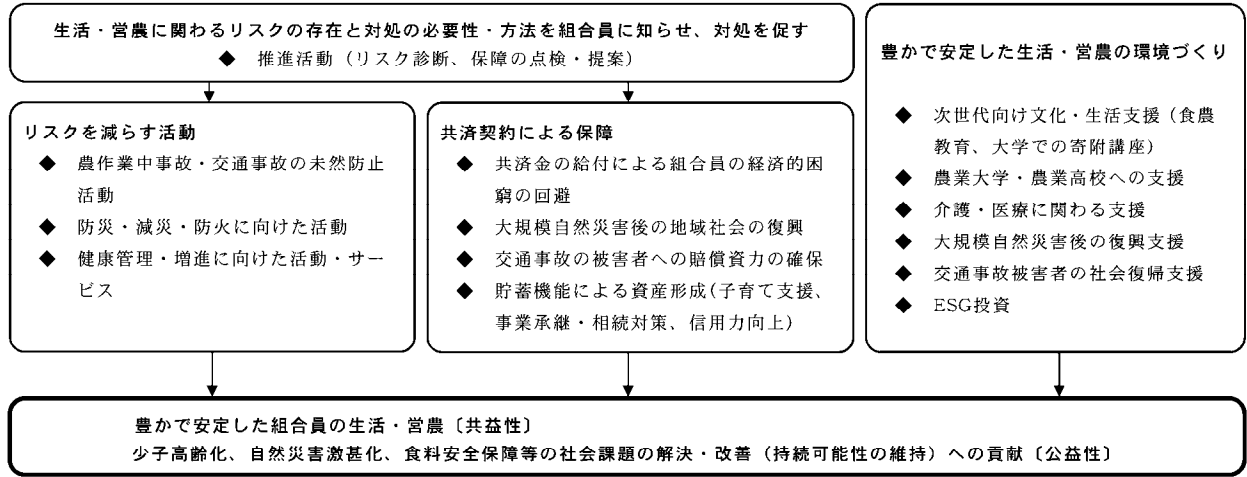 生活・営農に関わるリスクの存在と対処の必要性・方法を組合員に知らせ、対処を促す
◆ 推進活動（リスク診断、保障の点検・提案）
リスクを減らす活動
◆ 農作業中事故・交通事故の未然防止
活動
◆ 防災・減災・防火に向けた活動
◆ 健康管理・増進に向けた活動・サー
ビス
共済契約による保障
◆ 共済金の給付による組合員の経済的困
窮の回避
◆ 大規模自然災害後の地域社会の復興
◆ 交通事故の被害者への賠償資力の確保
◆ 貯蓄機能による資産形成(子育て支援、
事業承継・相続対策、信用力向上)
豊かで安定した生活・営農の環境づくり
◆ 次世代向け文化・生活支援（食農
教育、大学での寄附講座）
◆ 農業大学・農業高校への支援
◆ 介護・医療に関わる支援
◆ 大規模自然災害後の復興支援
◆ 交通事故被害者の社会復帰支援
◆ ESG投資
豊かで安定した組合員の生活・営農〔共益性〕
少子高齢化、自然災害激甚化、食料安全保障等の社会課題の解決・改善（持続可能性の維持）への貢献〔公益性〕